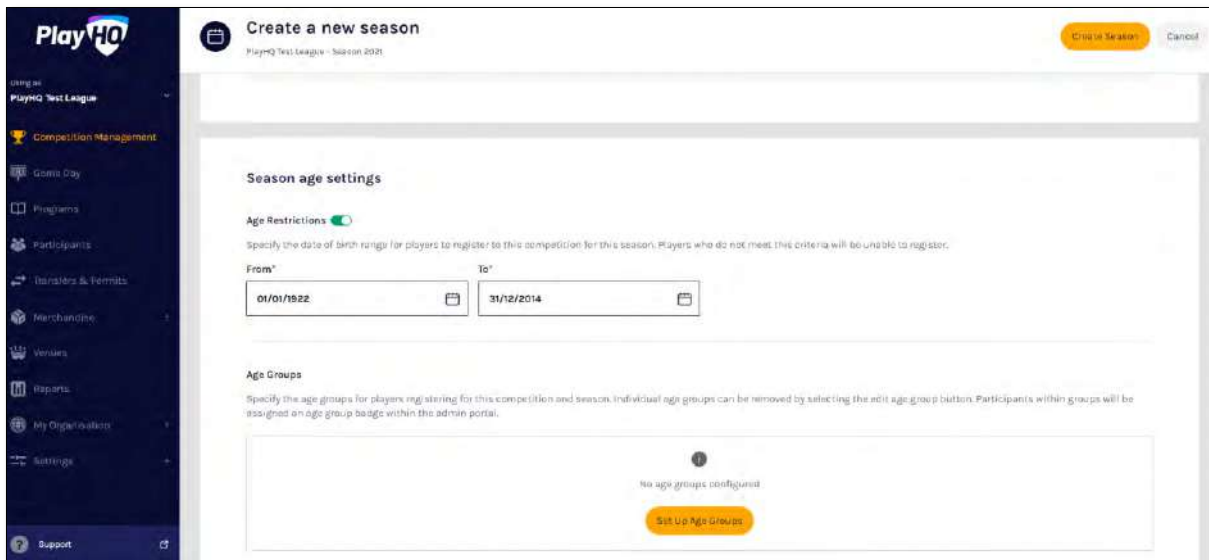 PlayHQ
Create a new season
PlayHQ Test League - Season 2021
Create Season
Cancel
Using as
PlayHQ Test League
Competition Management
Game Day
Programs
Participants
Transfers & Permits
Merchandise
Venues
Reports
My Organisation
Settings
Support
Season age settings
Age Restrictions
Specify the date of birth range for players to register to this competition for this season. Players who do not meet this criteria will be unable to register.
From*
To*
01/01/1922
31/12/2014
Age Groups
Specify the age groups for players registering for this competition and season. Individual age groups can be removed by selecting the edit age group button. Participants within groups will be
assigned an age group badge within the admin portal.
No age groups configured
Set Up Age Groups